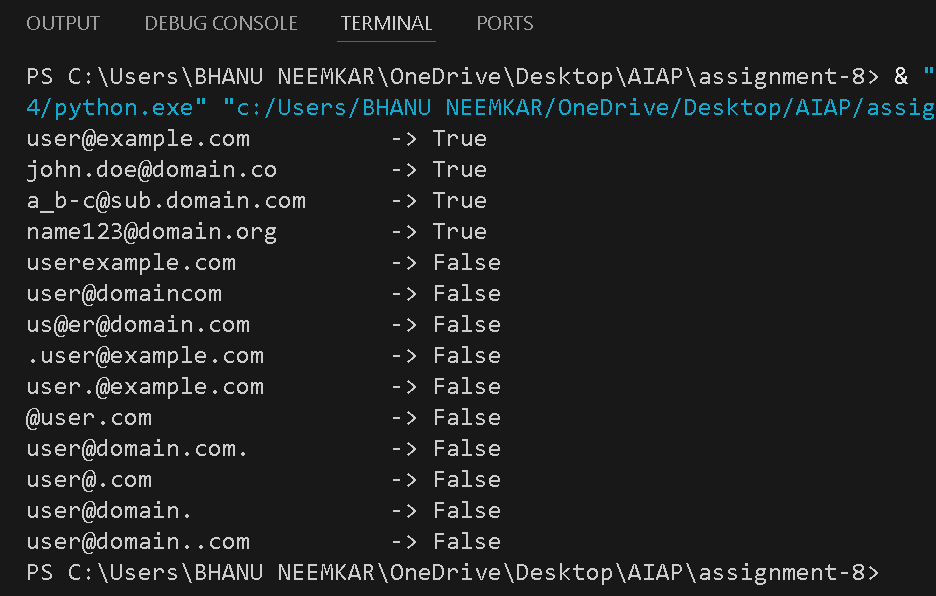 OUTPUT DEBUG CONSOLE TERMINAL PORTS
PS C:\Users\BHANU NEEMKAR\OneDrive\Desktop\AIAP\assignment-8> & "
4/python.exe" "c:/Users/BHANU NEEMKAR/OneDrive/Desktop/AIAP/assig
user@example.com -> True
john.doe@domain.co -> True
a_b-c@sub.domain.com -> True
name123@domain.org -> True
userexample.com -> False
user@domaincom -> False
us@er@domain.com -> False
.user@example.com -> False
user.@example.com -> False
@user.com -> False
user@domain.com. -> False
user@.com -> False
user@domain. -> False
user@domain..com -> False
PS C:\Users\BHANU NEEMKAR\OneDrive\Desktop\AIAP\assignment-8>